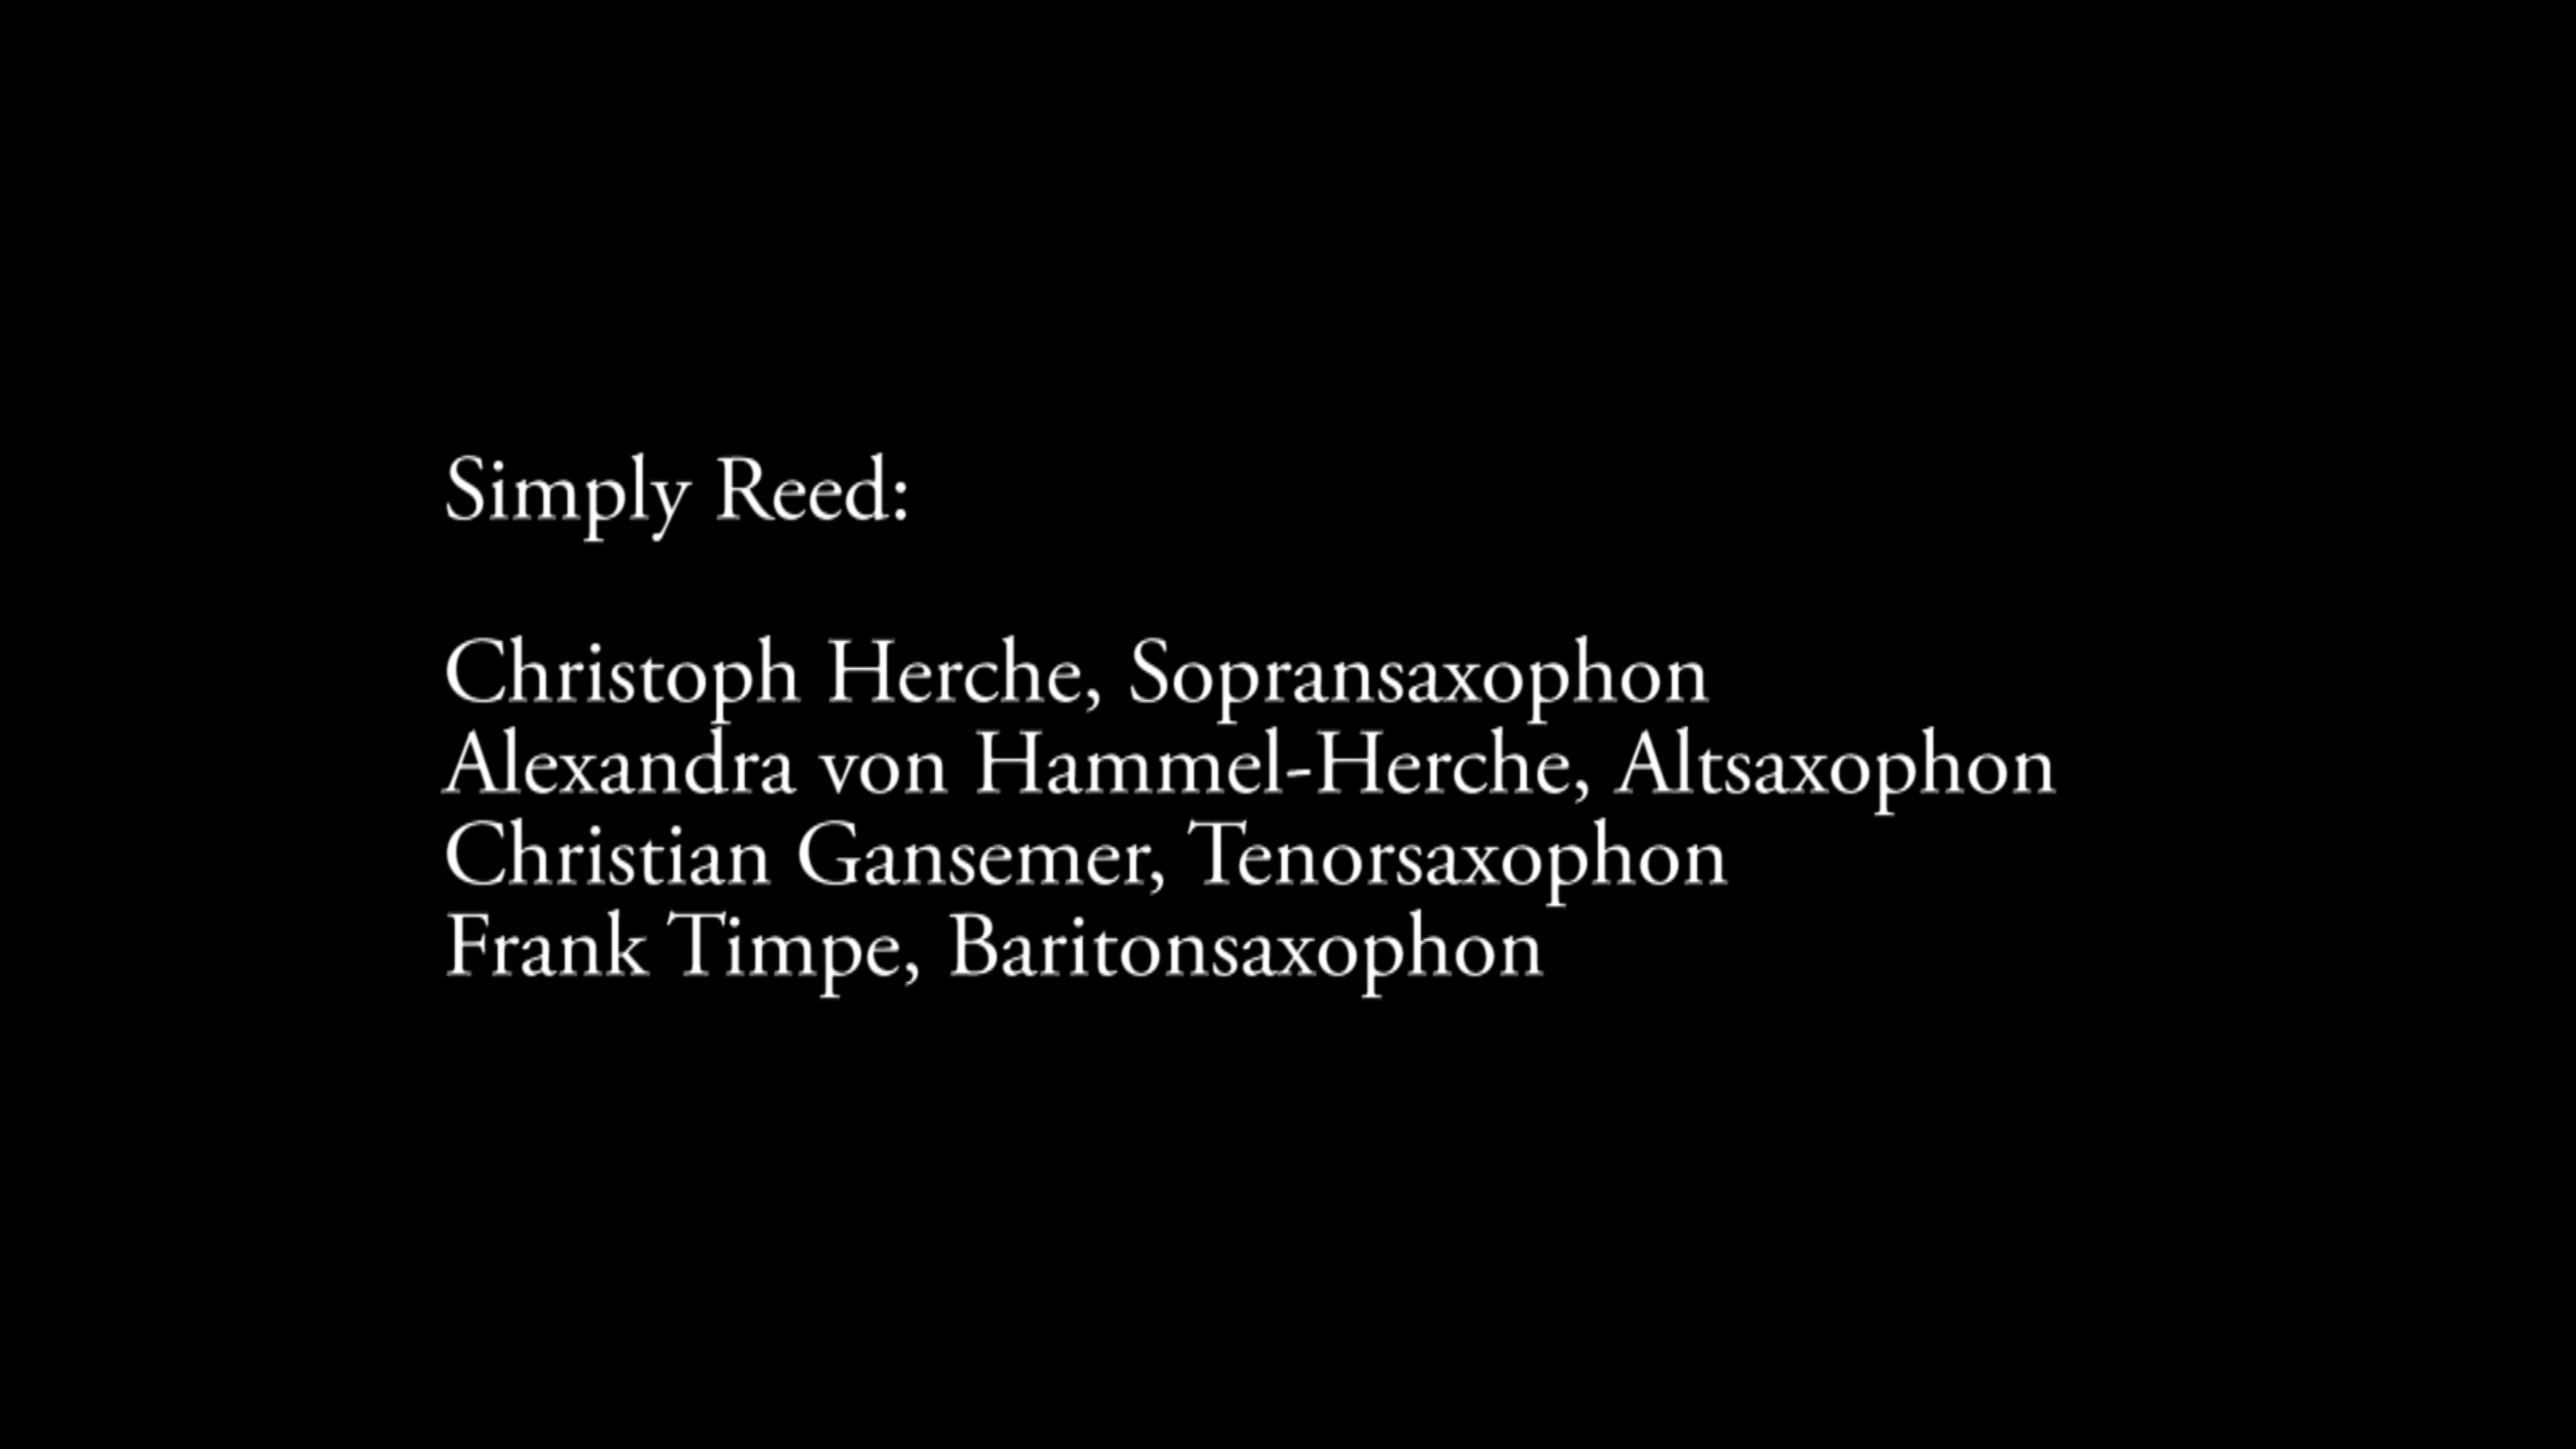 Simply Reed:
Christoph Herche, Sopransaxophon
Alexandra von Hammel-Herche, Altsaxophon
Christian Gansemer, Tenorsaxophon
Frank Timpe, Baritonsaxophon